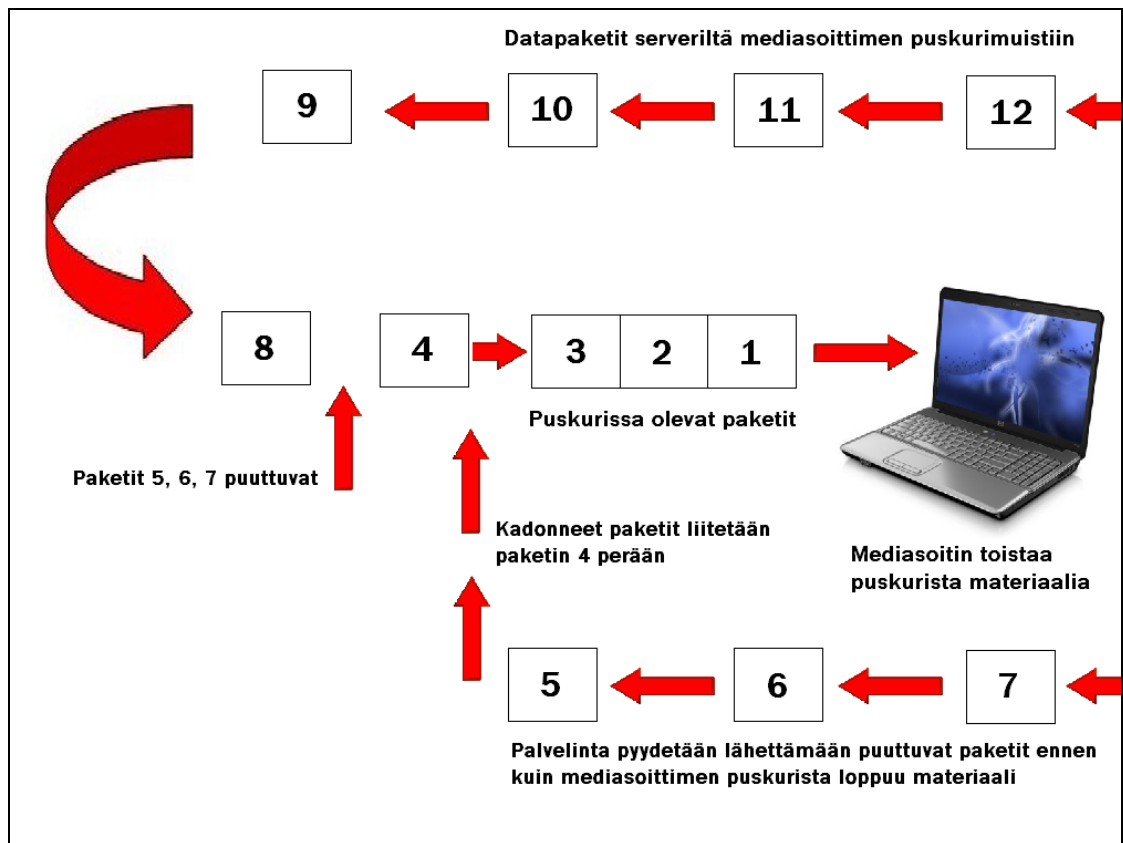 Datapaketit serveriltä mediasoittimen puskurimuistiin
9 10 11 12
8 4 3 2 1
Puskurissa olevat paketit
Paketit 5, 6, 7 puuttuvat
Kadonneet paketit liitetään
paketin 4 perään
Mediasoitin toistaa
puskurista materiaalia
5 6 7
Palvelinta pyydetään lähettämään puuttuvat paketit ennen
kuin mediasoittimen puskurista loppuu materiaali